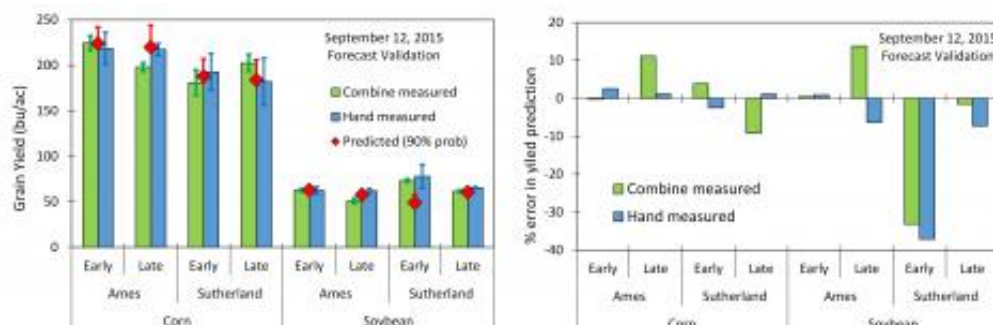 250
200
150
100
50
0
Grain Yield (bu/ac)
September 12, 2015
Forecast Validation
Combine measured
Hand measured
Predicted (90% prob)
Early Late Early Late Early Late Early Late
Ames Sutherland Ames Sutherland
Corn Soybean
20
10
0
-10
-20
-30
-40
% error in yiled prediction
September 12, 2015
Forecast Validation
Combine measured
Hand measured
Early Late Early Late Early Late Early Late
Ames Sutherland Ames Sutherland
Corn Soybean